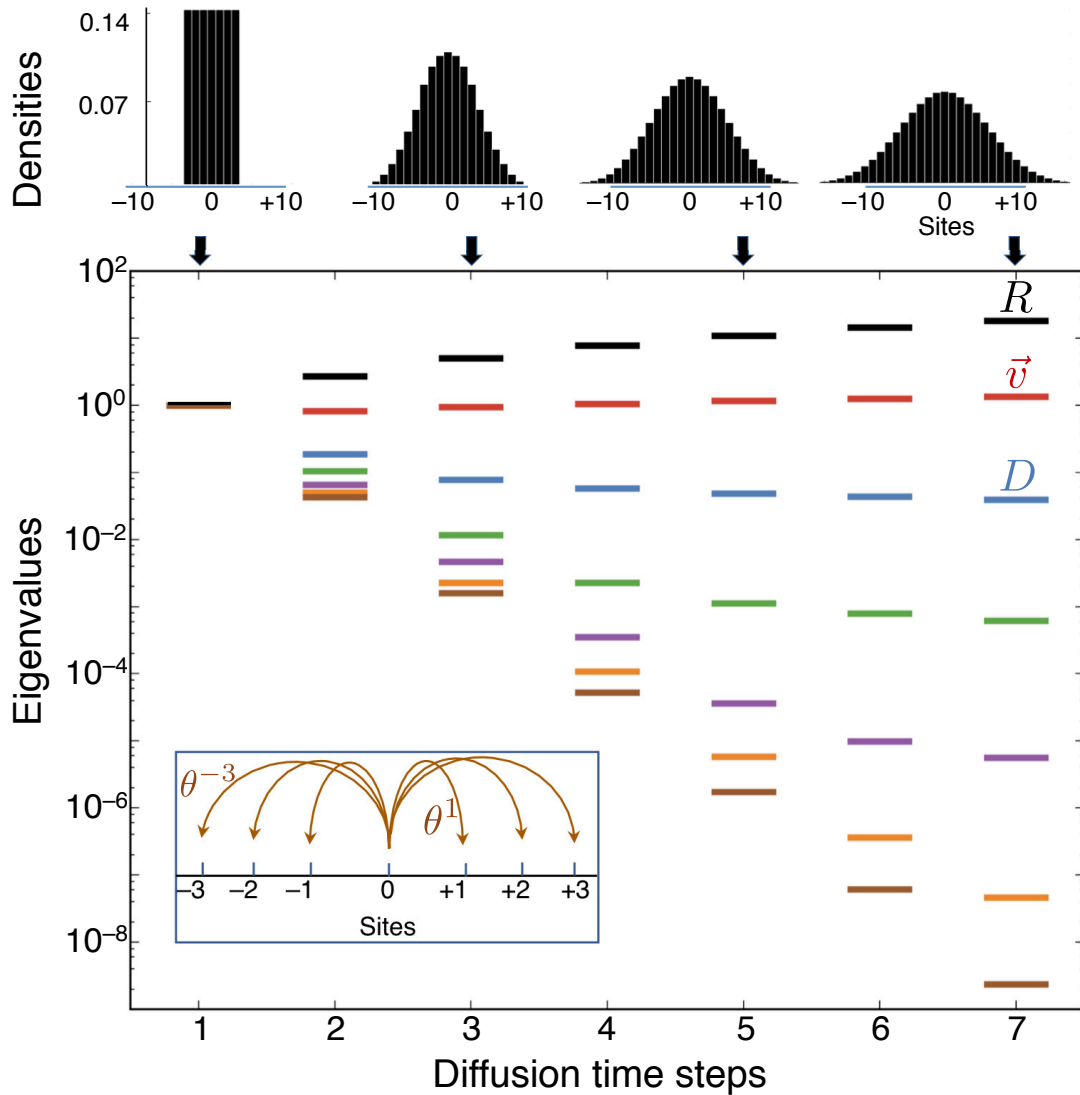 Densities
0.14
0.07
−10 0 +10
−10 0 +10
−10 0 +10
−10 0 +10
Sites
Eigenvalues
10²
10⁰
10⁻²
10⁻⁴
10⁻⁶
10⁻⁸
R
v⃗
D
θ⁻³
θ¹
−3 −2 −1 0 +1 +2 +3
Sites
1 2 3 4 5 6 7
Diffusion time steps